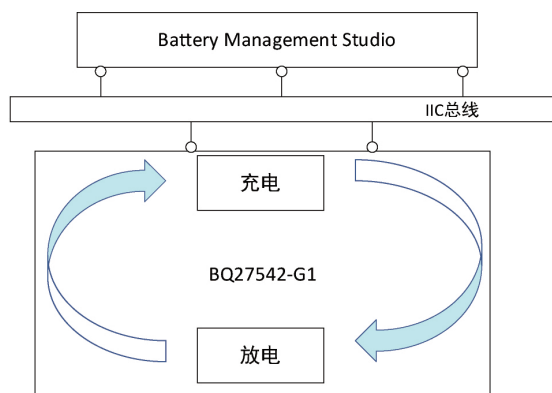 Battery Management Studio
IIC总线
充电
BQ27542-G1
放电